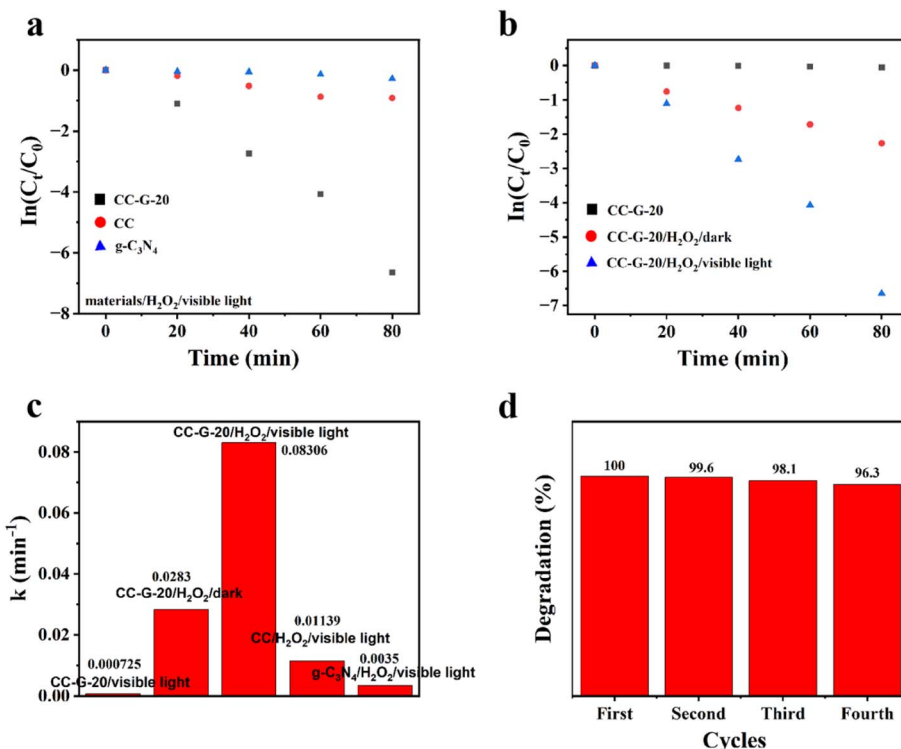 a
In(Cₜ/C₀)
0
−2
−4
−6
−8
CC-G-20
CC
g-C₃N₄
materials/H₂O₂/visible light
0 20 40 60 80
Time (min)
b
In(Cₜ/C₀)
0
−1
−2
−3
−4
−5
−6
−7
CC-G-20
CC-G-20/H₂O₂/dark
CC-G-20/H₂O₂/visible light
0 20 40 60 80
Time (min)
c
k (min⁻¹)
0.08
0.06
0.04
0.02
0.00
CC-G-20/H₂O₂/visible light
0.08306
0.0283
CC-G-20/H₂O₂/dark
0.01139
CC/H₂O₂/visible light
0.0035
g-C₃N₄/H₂O₂/visible light
0.000725
CC-G-20/visible light
d
Degradation (%)
100 99.6 98.1 96.3
First Second Third Fourth
Cycles